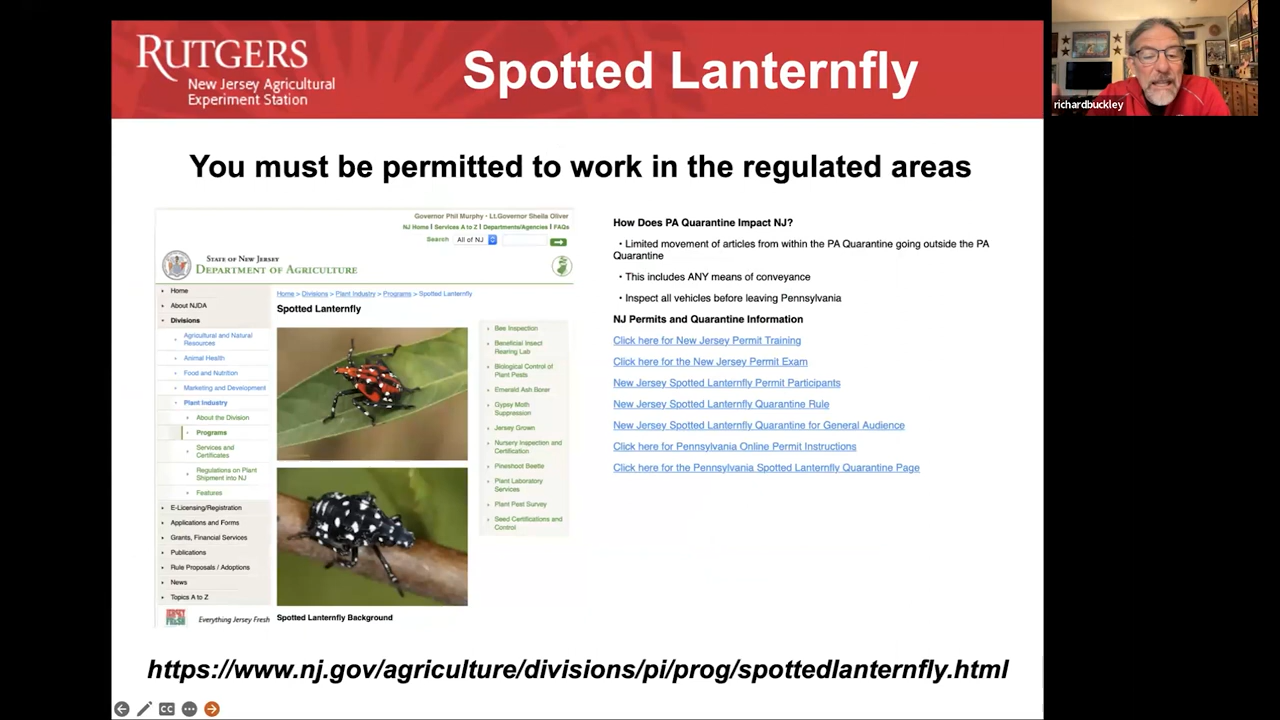 RUTGERS
New Jersey Agricultural
Experiment Station
Spotted Lanternfly
richardbuckley
You must be permitted to work in the regulated areas
Governor Phil Murphy • Lt.Governor Sheila Oliver
NJ Home | Services A to Z | Departments/Agencies | FAQs
Search All of NJ
STATE OF NEW JERSEY
DEPARTMENT OF AGRICULTURE
Home
About NJDA
Divisions
Agricultural and Natural
Resources
Animal Health
Food and Nutrition
Marketing and Development
Plant Industry
About the Division
Programs
Services and
Certificates
Regulations on Plant
Shipment into NJ
Features
E-Licensing/Registration
Applications and Forms
Grants, Financial Services
Publications
Rule Proposals / Adoptions
News
Topics A to Z
JERSEY
FRESH
Everything Jersey Fresh
Home > Divisions > Plant Industry > Programs > Spotted Lanternfly
Spotted Lanternfly
Spotted Lanternfly Background
Bee Inspection
Beneficial Insect
Rearing Lab
Biological Control of
Plant Pests
Emerald Ash Borer
Gypsy Moth
Suppression
Jersey Grown
Nursery Inspection and
Certification
Pineshoot Beetle
Plant Laboratory
Services
Plant Pest Survey
Seed Certifications and
Control
How Does PA Quarantine Impact NJ?
• Limited movement of articles from within the PA Quarantine going outside the PA
Quarantine
• This includes ANY means of conveyance
• Inspect all vehicles before leaving Pennsylvania
NJ Permits and Quarantine Information
Click here for New Jersey Permit Training
Click here for the New Jersey Permit Exam
New Jersey Spotted Lanternfly Permit Participants
New Jersey Spotted Lanternfly Quarantine Rule
New Jersey Spotted Lanternfly Quarantine for General Audience
Click here for Pennsylvania Online Permit Instructions
Click here for the Pennsylvania Spotted Lanternfly Quarantine Page
https://www.nj.gov/agriculture/divisions/pi/prog/spottedlanternfly.html
CC